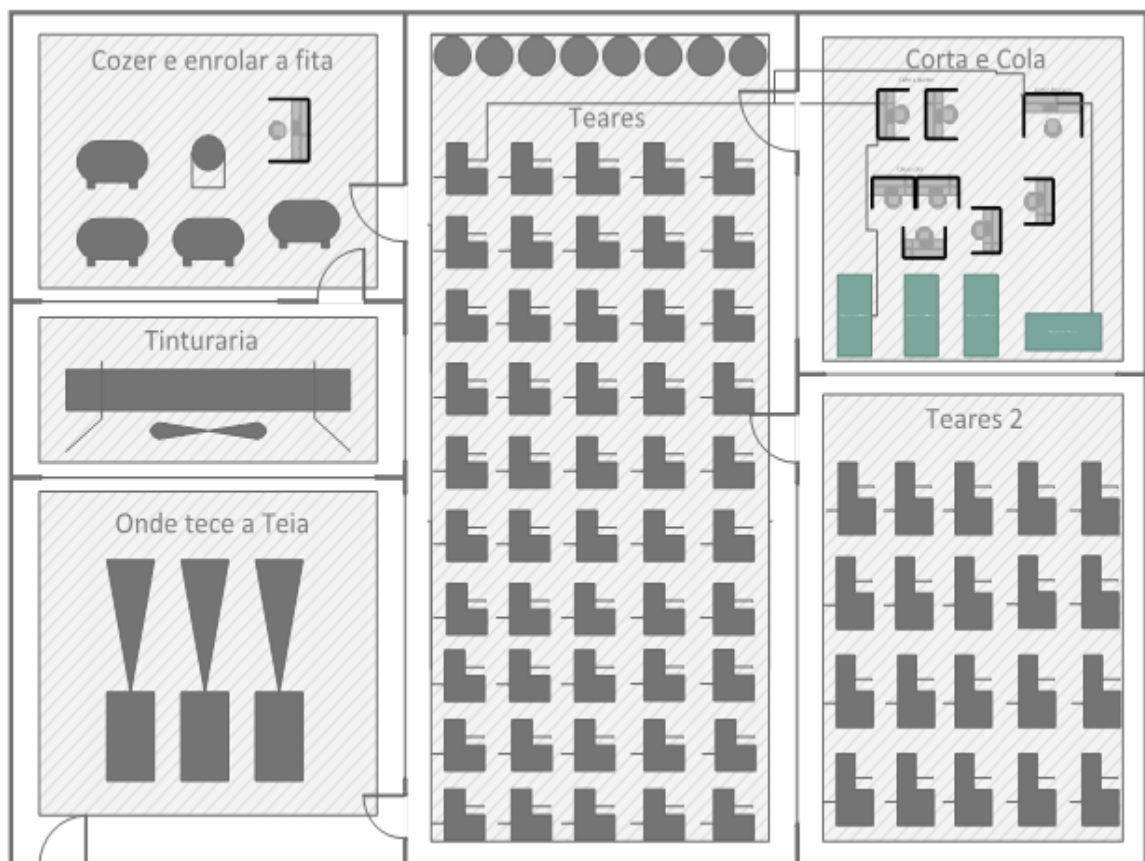 Cozer e enrolar a fita
Teares
Corta e Cola
Tinturaria
Teares 2
Onde tece a Teia